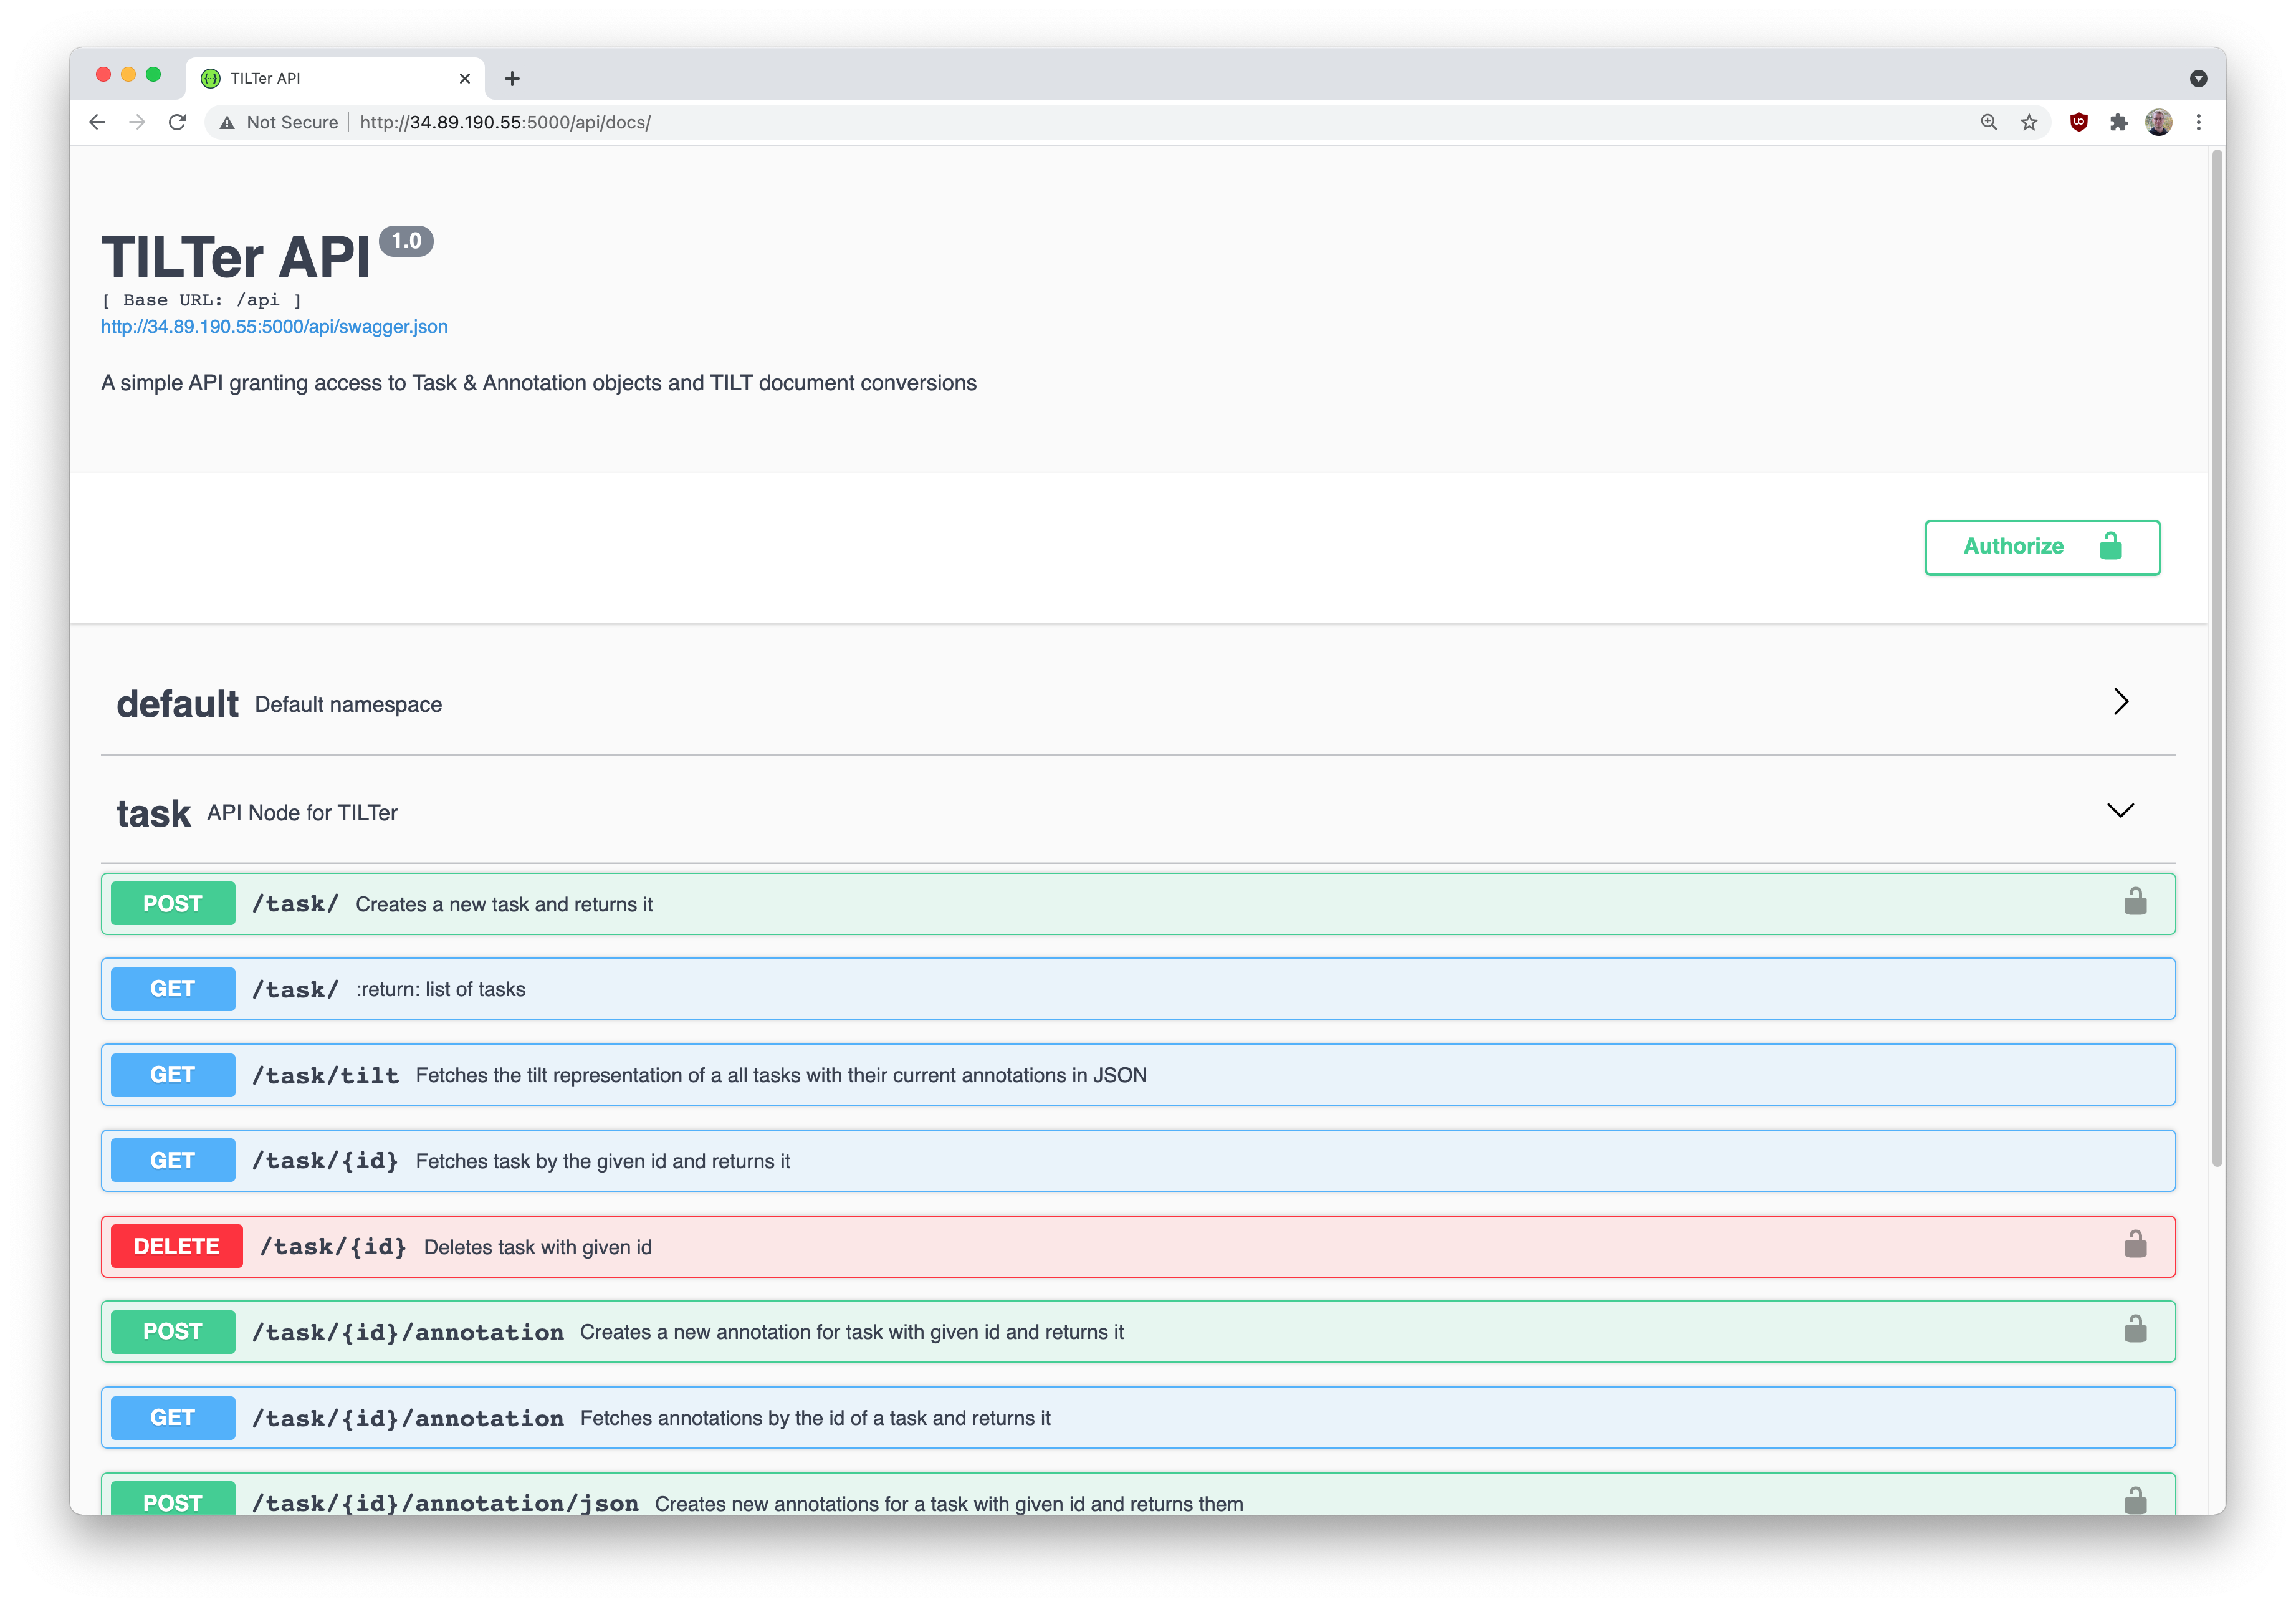 TILTer API
Not Secure http://34.89.190.55:5000/api/docs/
TILTer API 1.0
[ Base URL: /api ]
http://34.89.190.55:5000/api/swagger.json
A simple API granting access to Task & Annotation objects and TILT document conversions
Authorize
default Default namespace
task API Node for TILTer
POST /task/ Creates a new task and returns it
GET /task/ :return: list of tasks
GET /task/tilt Fetches the tilt representation of a all tasks with their current annotations in JSON
GET /task/{id} Fetches task by the given id and returns it
DELETE /task/{id} Deletes task with given id
POST /task/{id}/annotation Creates a new annotation for task with given id and returns it
GET /task/{id}/annotation Fetches annotations by the id of a task and returns it
POST /task/{id}/annotation/json Creates new annotations for a task with given id and returns them